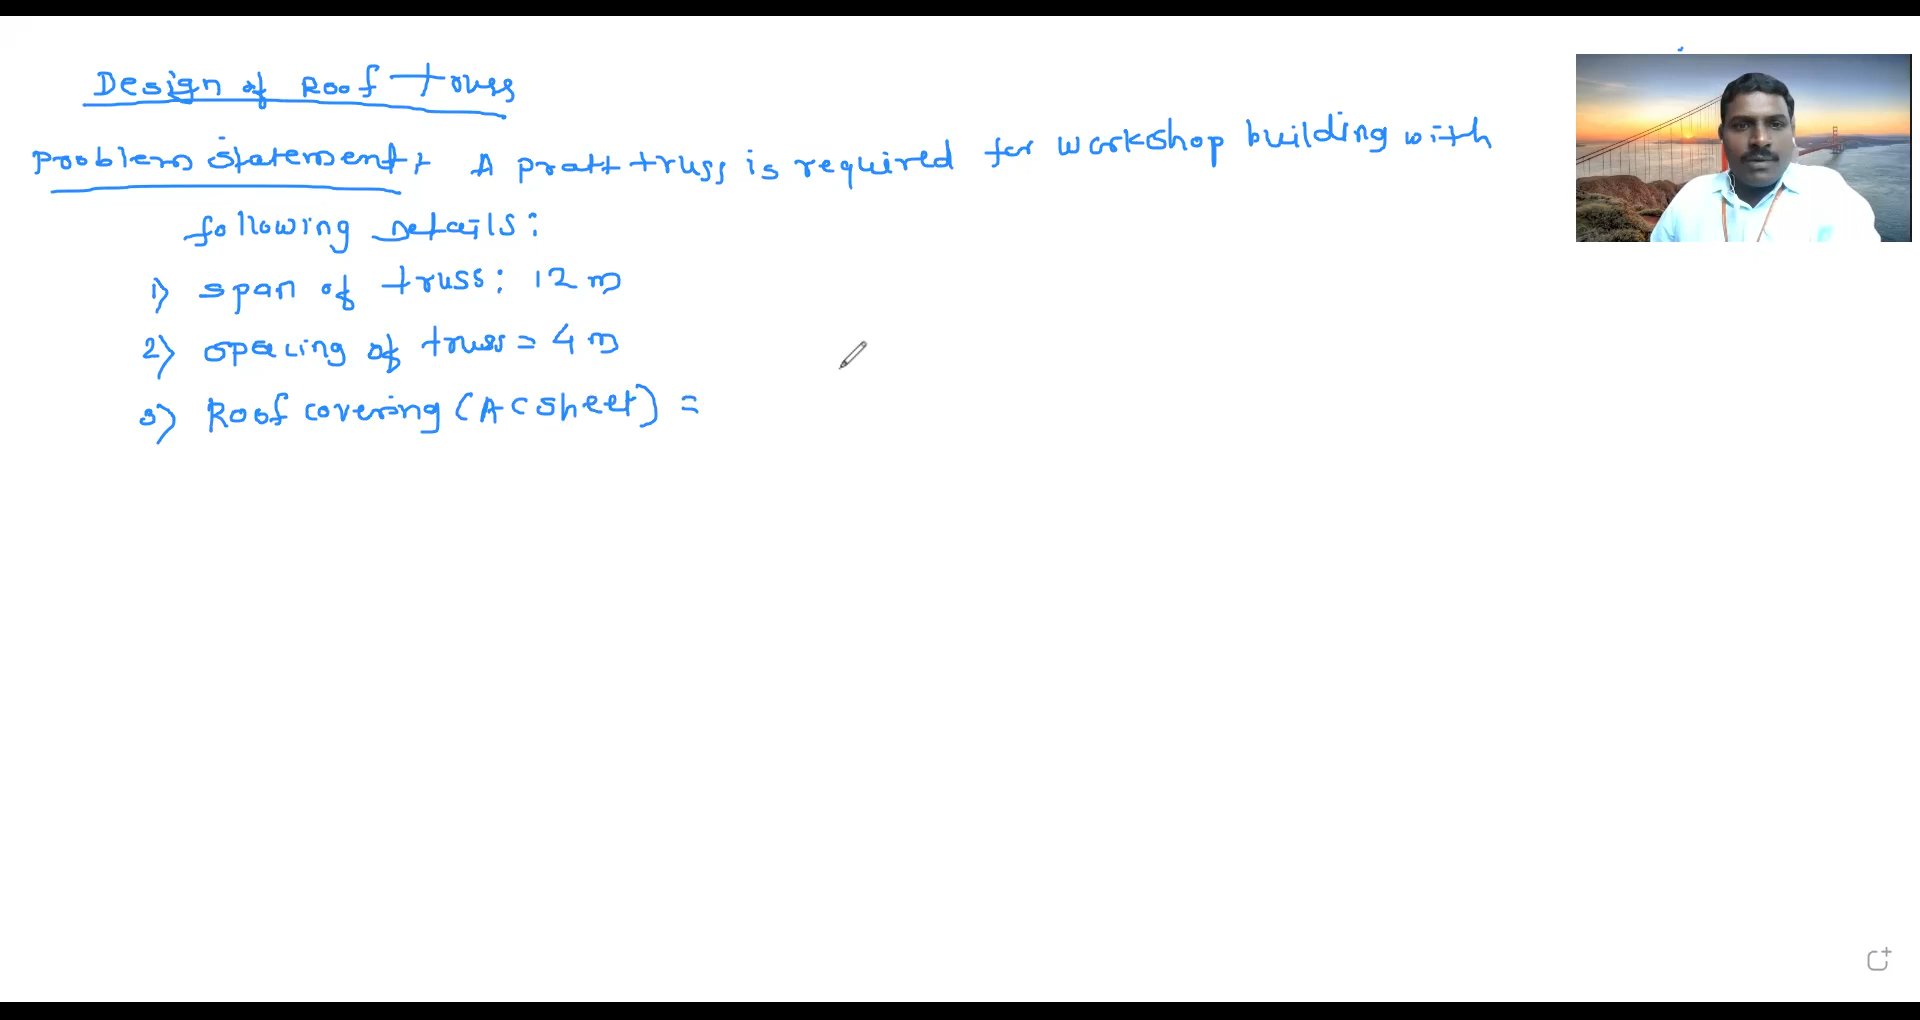 Design of Roof truss
Problem statement: A pratt truss is required for workshop building with
following Details:
1) span of truss: 12 m
2) spacing of truss = 4 m
3) Roof covering (AC sheet) =